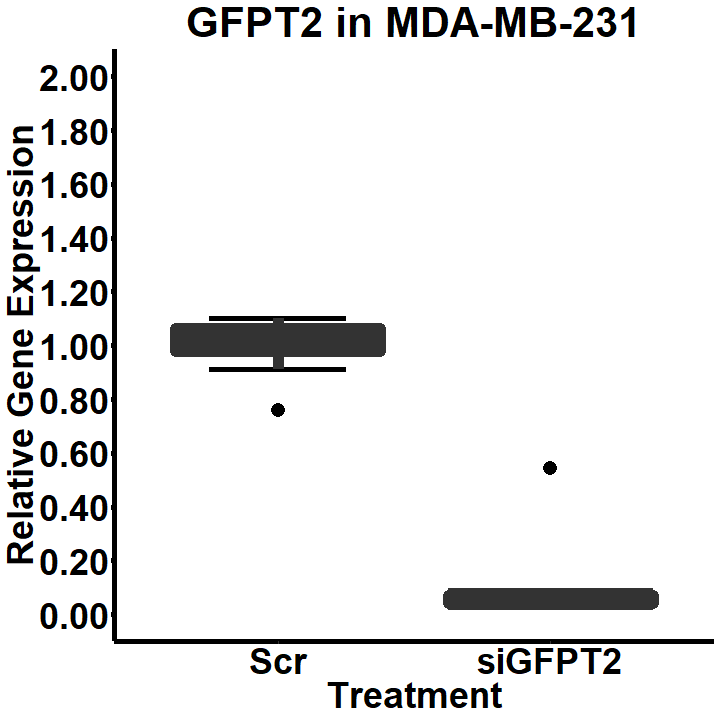 GFPT2 in MDA-MB-231
Relative Gene Expression
2.00
1.80
1.60
1.40
1.20
1.00
0.80
0.60
0.40
0.20
0.00
Scr siGFPT2
Treatment